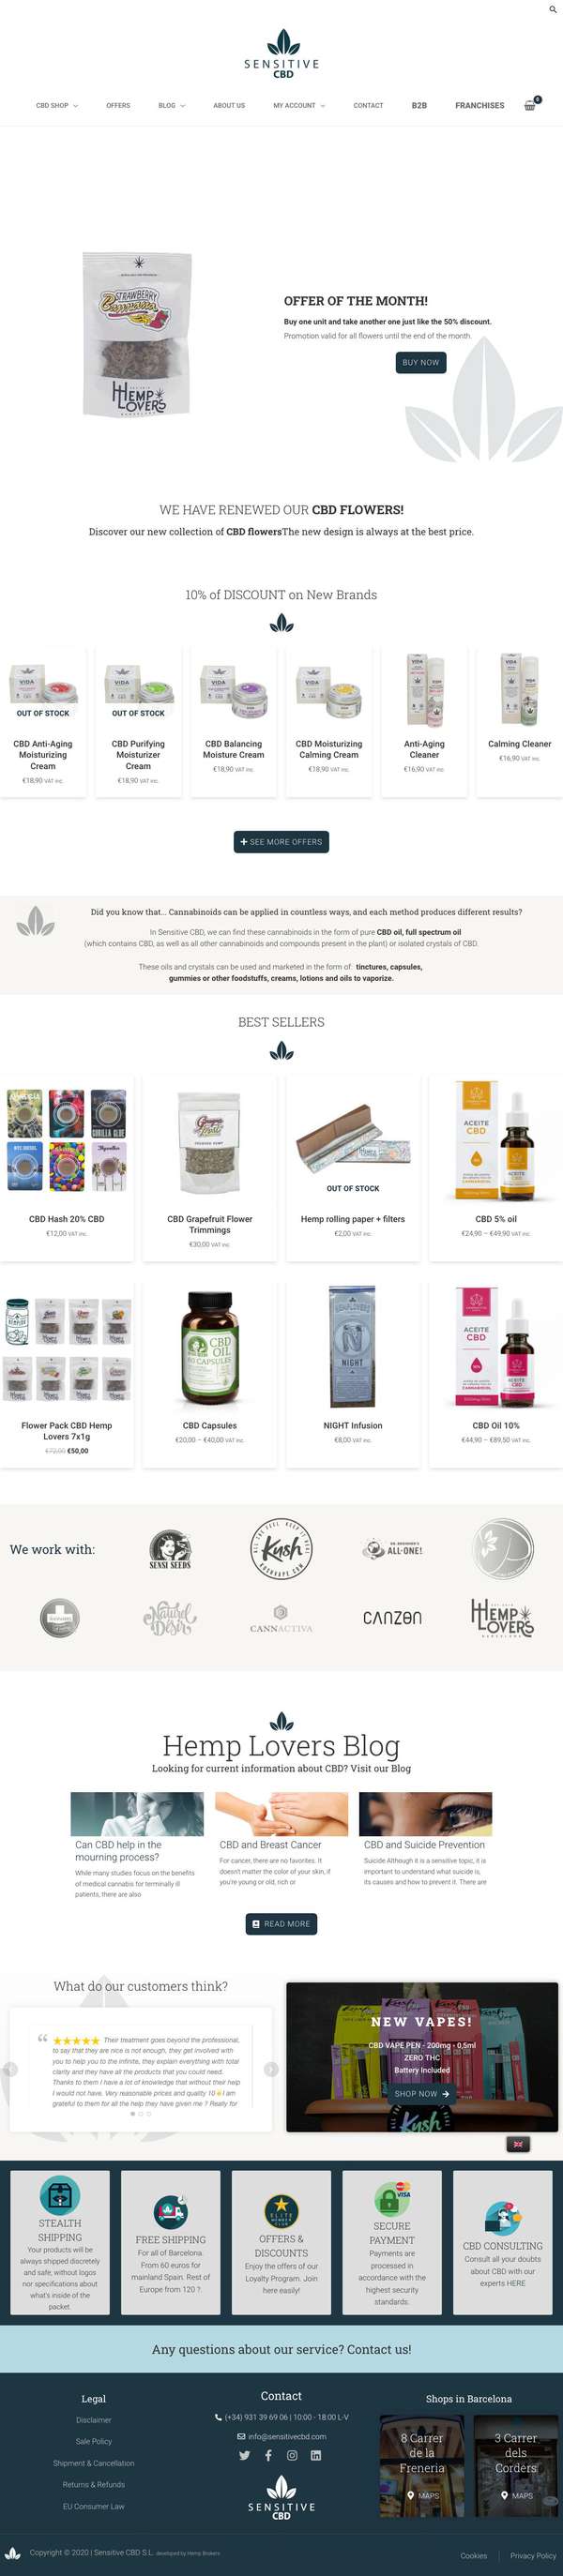 SENSITIVE
CBD
CBD SHOP
OFFERS
BLOG
ABOUT US
MY ACCOUNT
CONTACT
B2B
FRANCHISES
0
STRAWBERRY
Banana
HEMP
LOVERS
OFFER OF THE MONTH!
Buy one unit and take another one just like the 50% discount.
Promotion valid for all flowers until the end of the month.
BUY NOW
WE HAVE RENEWED OUR CBD FLOWERS!
Discover our new collection of CBD flowersThe new design is always at the best price.
10% of DISCOUNT on New Brands
VIDA
VIDA
VIDA
VIDA
VIDA
VIDA
OUT OF STOCK
OUT OF STOCK
CBD Anti-Aging
Moisturizing
Cream
€18,90 VAT inc.
CBD Purifying
Moisturizer
Cream
€18,90 VAT inc.
CBD Balancing
Moisture Cream
€18,90 VAT inc.
CBD Moisturizing
Calming Cream
€18,90 VAT inc.
Anti-Aging
Cleaner
€16,90 VAT inc.
Calming Cleaner
€16,90 VAT inc.
SEE MORE OFFERS
Did you know that... Cannabinoids can be applied in countless ways, and each method produces different results?
In Sensitive CBD, we can find these cannabinoids in the form of pure CBD oil, full spectrum oil
(which contains CBD, as well as all other cannabinoids and compounds present in the plant) or isolated crystals of CBD.
These oils and crystals can be used and marketed in the form of tinctures, capsules,
gummies or other foodstuffs, creams, lotions and oils to vaporize.
BEST SELLERS
GORILLA GLUE
NYC DIESEL
ACEITE
CBD
OUT OF STOCK
CBD Hash 20% CBD
€12,00 VAT inc.
CBD Grapefruit Flower
Trimmings
€30,00 VAT inc.
Hemp rolling paper + filters
€2,00 VAT inc.
CBD 5% oil
€24,90 – €49,90 VAT inc.
CBD
OIL
60 CAPSULES
N
NIGHT
ACEITE
CBD
Flower Pack CBD Hemp
Lovers 7x1g
€72,00 €50,00
CBD Capsules
€20,00 – €40,00 VAT inc.
NIGHT Infusion
€8,00 VAT inc.
CBD Oil 10%
€44,90 – €89,50 VAT inc.
We work with:
SENSI SEEDS
Kush
KUSHVAPE.COM
DR. BRONNER'S
ALL-ONE!
Naturel
Désir
CANNACTIVA
CANZON
HEMP
LOVERS
BARCELONA
Hemp Lovers Blog
Looking for current information about CBD? Visit our Blog
Can CBD help in the
mourning process?
While many studies focus on the benefits
of medical cannabis for terminally ill
patients, there are also
CBD and Breast Cancer
For cancer, there are no favorites. It
doesn't matter the color of your skin, if
you're young or old, rich or
CBD and Suicide Prevention
Suicide Although it is a sensitive topic, it is
important to understand what suicide is,
its causes and how to prevent it. There are
READ MORE
What do our customers think?
Their treatment goes beyond the professional,
to say that they are nice is not enough, they get involved with
you to help you to the infinite, they explain everything with total
clarity and they have all the products that you could need.
Thanks to them I have a lot of knowledge that without their help
I would not have. Very reasonable prices and quality 10 I am
grateful to them for all the help they have given me ? Really for
NEW VAPES!
CBD VAPE PEN - 200mg - 0,5ml
ZERO THC
Battery Included
SHOP NOW
Kush
STEALTH
SHIPPING
Your products will be
always shipped discretely
and safe, without logos
nor specifications about
what's inside of the
packet.
FREE SHIPPING
For all of Barcelona.
From 60 euros for
mainland Spain. Rest of
Europe from 120 ?.
ELITE
OFFERS &
DISCOUNTS
Enjoy the offers of our
Loyalty Program. Join
here easily!
VISA
SECURE
PAYMENT
Payments are
processed in
accordance with the
highest security
standards.
CBD CONSULTING
Consult all your doubts
about CBD with our
experts HERE
Any questions about our service? Contact us!
Legal
Disclaimer
Sale Policy
Shipment & Cancellation
Returns & Refunds
EU Consumer Law
Contact
(+34) 931 39 69 06 | 10:00 - 18:00 L-V
info@sensitivecbd.com
SENSITIVE
CBD
Shops in Barcelona
8 Carrer
de la
Freneria
MAPS
3 Carrer
dels
Corders
MAPS
Copyright © 2020 | Sensitive CBD S.L. developed by Hemp Brokers
Cookies
Privacy Policy